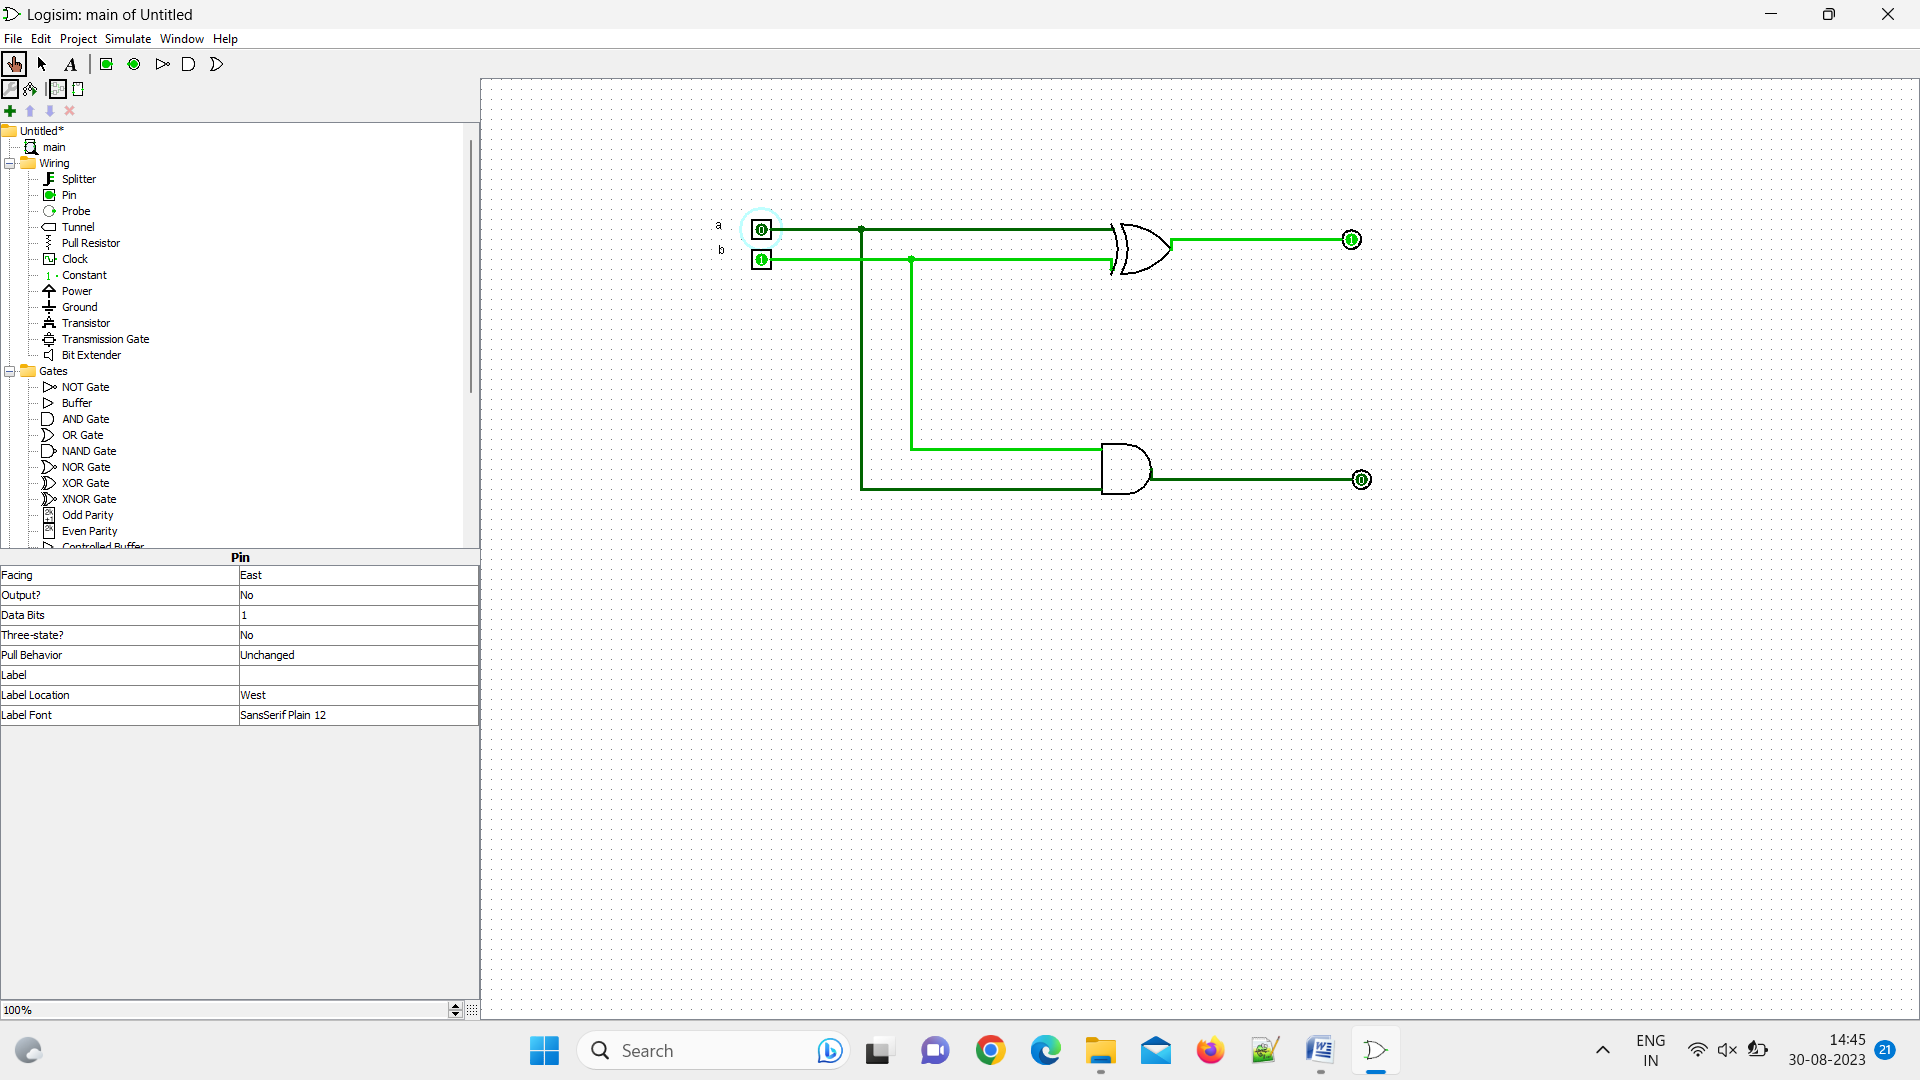 Logisim: main of Untitled
File Edit Project Simulate Window Help
A
Untitled*
main
Wiring
Splitter
Pin
Probe
Tunnel
Pull Resistor
Clock
1 Constant
Power
Ground
Transistor
Transmission Gate
Bit Extender
Gates
NOT Gate
Buffer
AND Gate
OR Gate
NAND Gate
NOR Gate
XOR Gate
XNOR Gate
2k+1 Odd Parity
2k Even Parity
Controlled Buffer
Pin
Facing East
Output? No
Data Bits 1
Three-state? No
Pull Behavior Unchanged
Label
Label Location West
Label Font SansSerif Plain 12
100%
a 0 1
b 1
0
Search
ENG
IN
14:45
30-08-2023
21